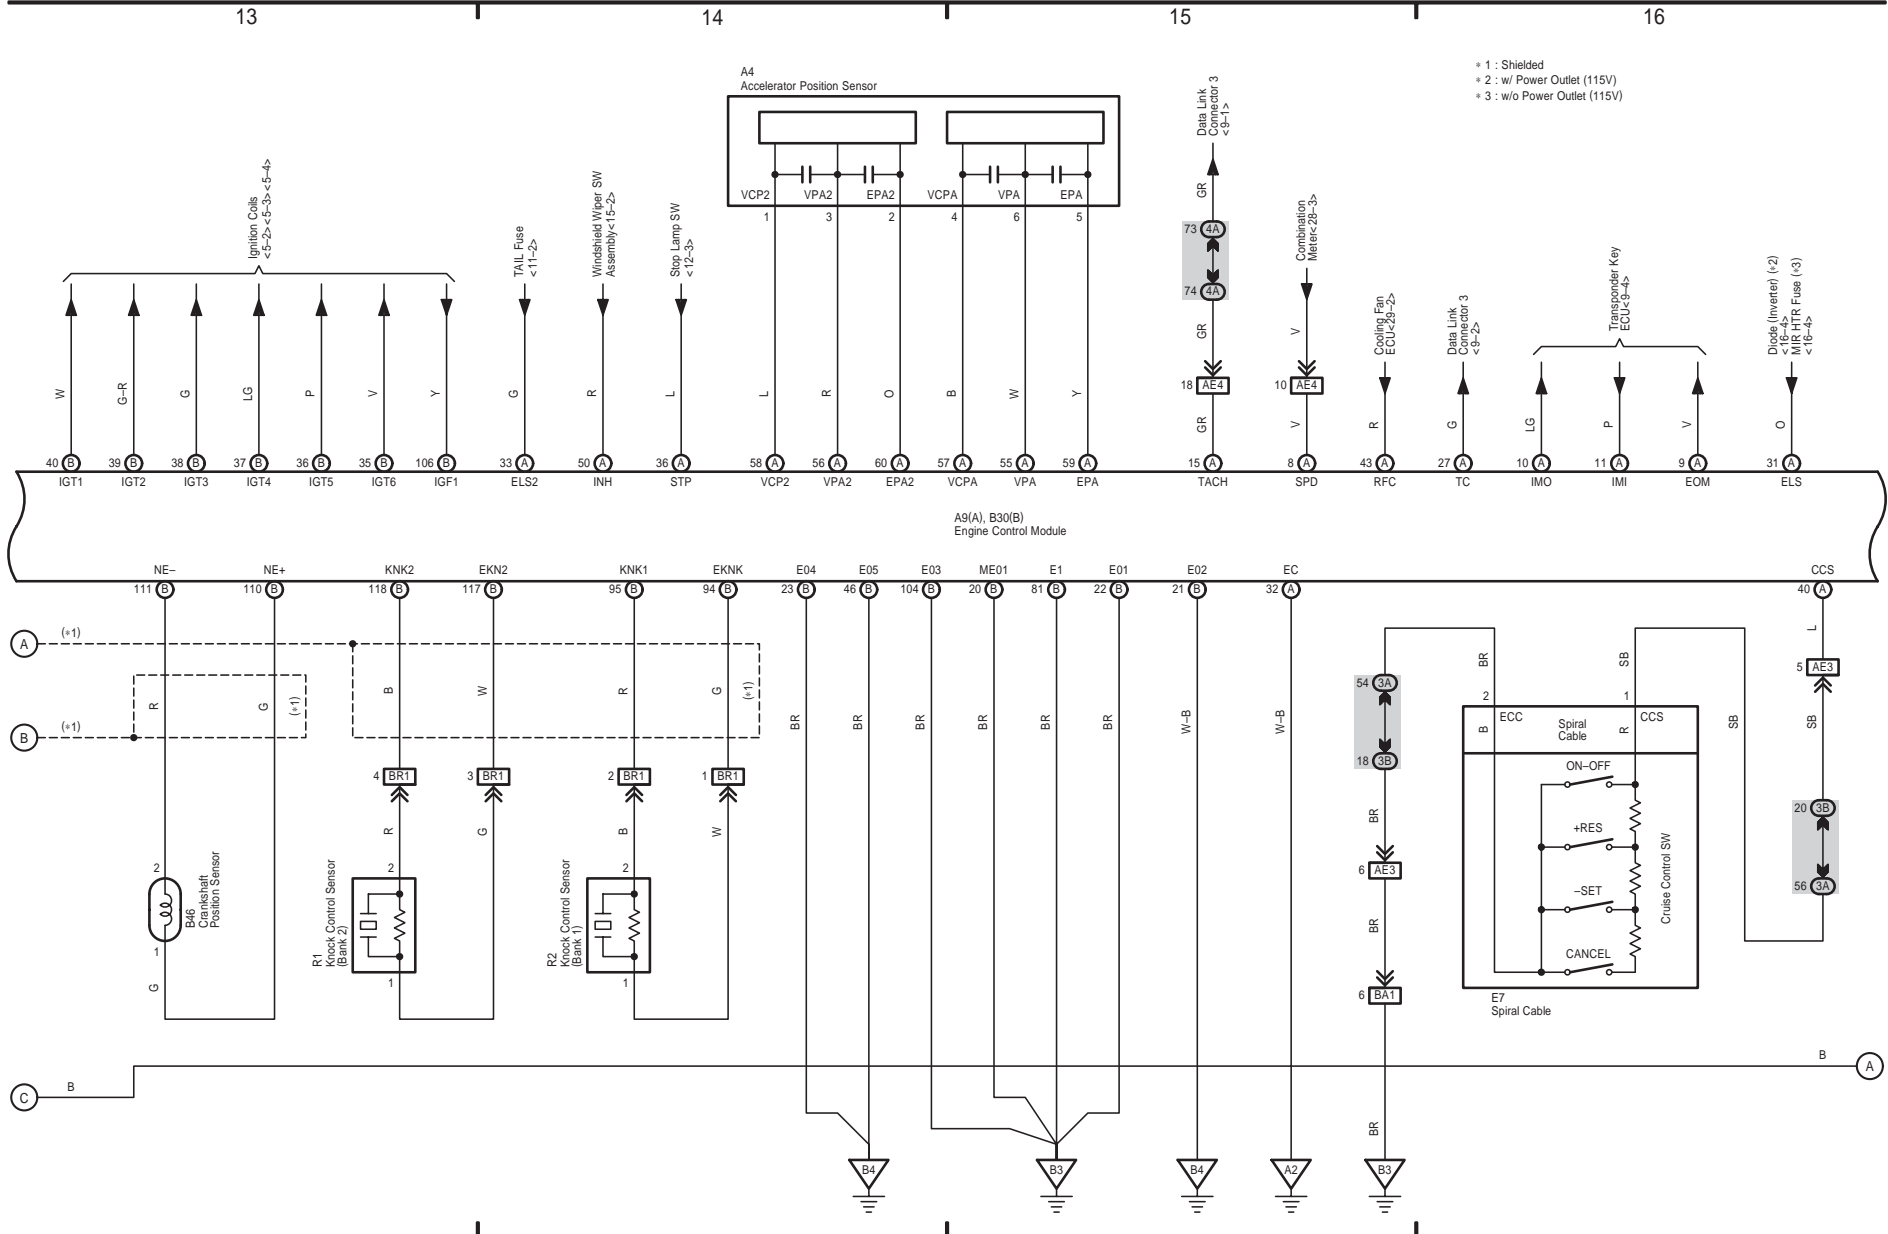 13 14 15 16
* 1 : Shielded
* 2 : w/ Power Outlet (115V)
* 3 : w/o Power Outlet (115V)
A4
Accelerator Position Sensor
VCP2 VPA2 EPA2 VCPA VPA EPA
1 3 2 4 6 5
Ignition Coils
<5–2><5–3><5–4>
TAIL Fuse
<11–2>
Windshield Wiper SW
Assembly<15–2>
Stop Lamp SW
<12–3>
Data Link
Connector 3
<9–1>
GR
73 4A
74 4A
GR
18 AE4
GR
Combination
Meter<28–3>
V
10 AE4
V
Cooling Fan
ECU<29–2>
Data Link
Connector 3
<9–2>
Transponder Key
ECU<9–4>
Diode (Inverter) (*2)
<16–4>
MIR HTR Fuse (*3)
<16–4>
W G–R G LG P V Y G R L L R O B W Y R G LG P V O
40 B 39 B 38 B 37 B 36 B 35 B 106 B 33 A 50 A 36 A 58 A 56 A 60 A 57 A 55 A 59 A 15 A 8 A 43 A 27 A 10 A 11 A 9 A 31 A
IGT1 IGT2 IGT3 IGT4 IGT5 IGT6 IGF1 ELS2 INH STP VCP2 VPA2 EPA2 VCPA VPA EPA TACH SPD RFC TC IMO IMI EOM ELS
A9(A), B30(B)
Engine Control Module
NE– NE+ KNK2 EKN2 KNK1 EKNK E04 E05 E03 ME01 E1 E01 E02 EC CCS
111 B 110 B 118 B 117 B 95 B 94 B 23 B 46 B 104 B 20 B 81 B 22 B 21 B 32 A 40 A
A (*1)
B (*1)
(*1)
(*1)
R G B W R G BR BR BR BR BR BR W–B W–B
4 BR1 3 BR1 2 BR1 1 BR1
R G B W
2
B46
Crankshaft
Position Sensor
1
G
2
R1
Knock Control Sensor
(Bank 2)
1
2
R2
Knock Control Sensor
(Bank 1)
1
54 3A
18 3B
BR
6 AE3
BR
6 BA1
BR
BR SB
2 1
ECC CCS
B R
Spiral
Cable
ON–OFF
+RES
–SET
CANCEL
Cruise Control SW
E7
Spiral Cable
SB
L
5 AE3
SB
20 3B
56 3A
C B
B A
B4 B3 B4 A2 B3